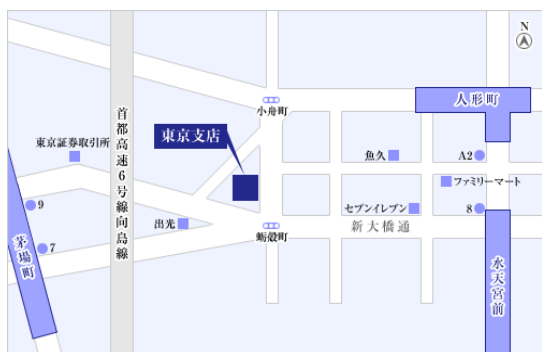 N
人形町
小舟町
首都高速6号線向島線
東京支店
東京証券取引所
魚久
A2
ファミリーマート
9
セブンイレブン
8
出光
新大橋通
蛎殻町
7
茅場町
水天宮前